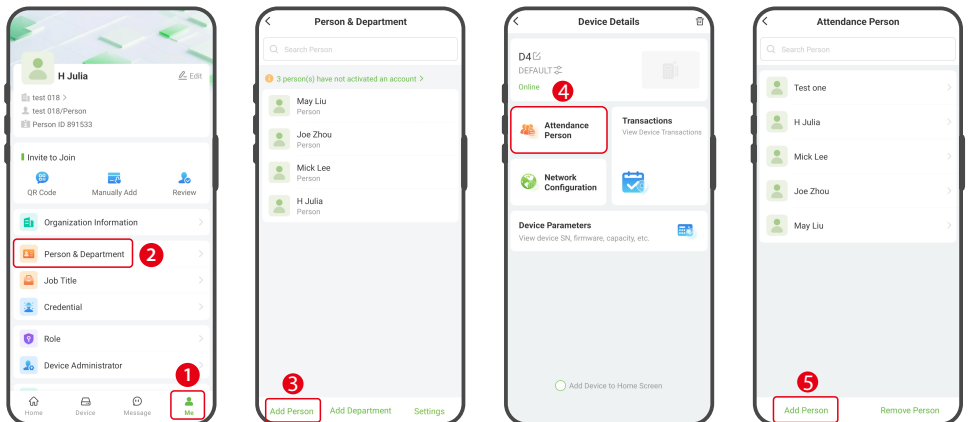 H Julia
Edit
test 018 >
test 018/Person
Person ID 891533
Invite to Join
QR Code
Manually Add
Review
Organization Information
Person & Department
2
Job Title
Credential
Role
Device Administrator
1
Home
Device
Message
Me
Person & Department
Search Person
3 person(s) have not activated an account >
May Liu
Person
Joe Zhou
Person
Mick Lee
Person
H Julia
Person
3
Add Person
Add Department
Settings
Device Details
D4
DEFAULT
Online
4
Attendance
Person
Transactions
View Device Transactions
Network
Configuration
Device Parameters
View device SN, firmware, capacity, etc.
Add Device to Home Screen
Attendance Person
Search Person
Test one
H Julia
Mick Lee
Joe Zhou
May Liu
5
Add Person
Remove Person